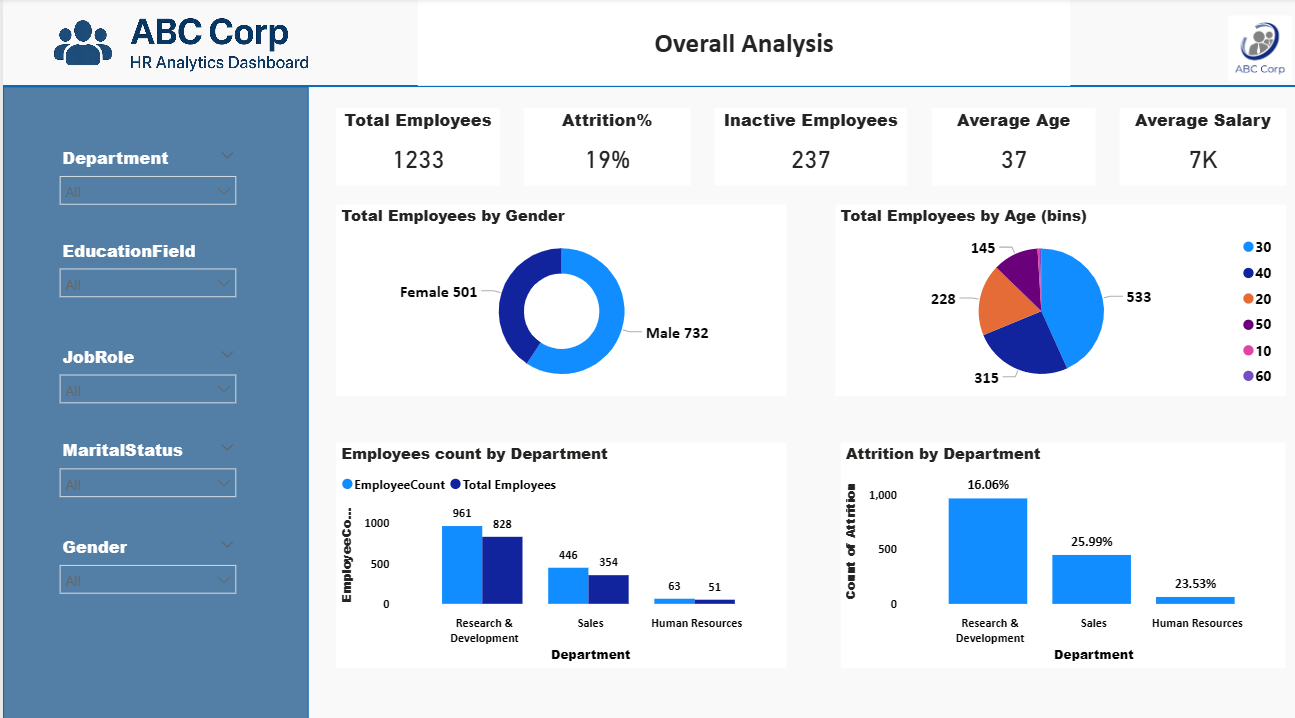 ABC Corp
HR Analytics Dashboard
Overall Analysis
ABC Corp
Department
All
EducationField
All
JobRole
All
MaritalStatus
All
Gender
All
Total Employees
1233
Attrition%
19%
Inactive Employees
237
Average Age
37
Average Salary
7K
Total Employees by Gender
Female 501
Male 732
Total Employees by Age (bins)
145
228
315
533
30
40
20
50
10
60
Employees count by Department
EmployeeCount Total Employees
EmployeeCo...
1000
500
0
961
828
446
354
63
51
Research &
Development
Sales
Human Resources
Department
Attrition by Department
Count of Attrition
1,000
500
0
16.06%
25.99%
23.53%
Research &
Development
Sales
Human Resources
Department